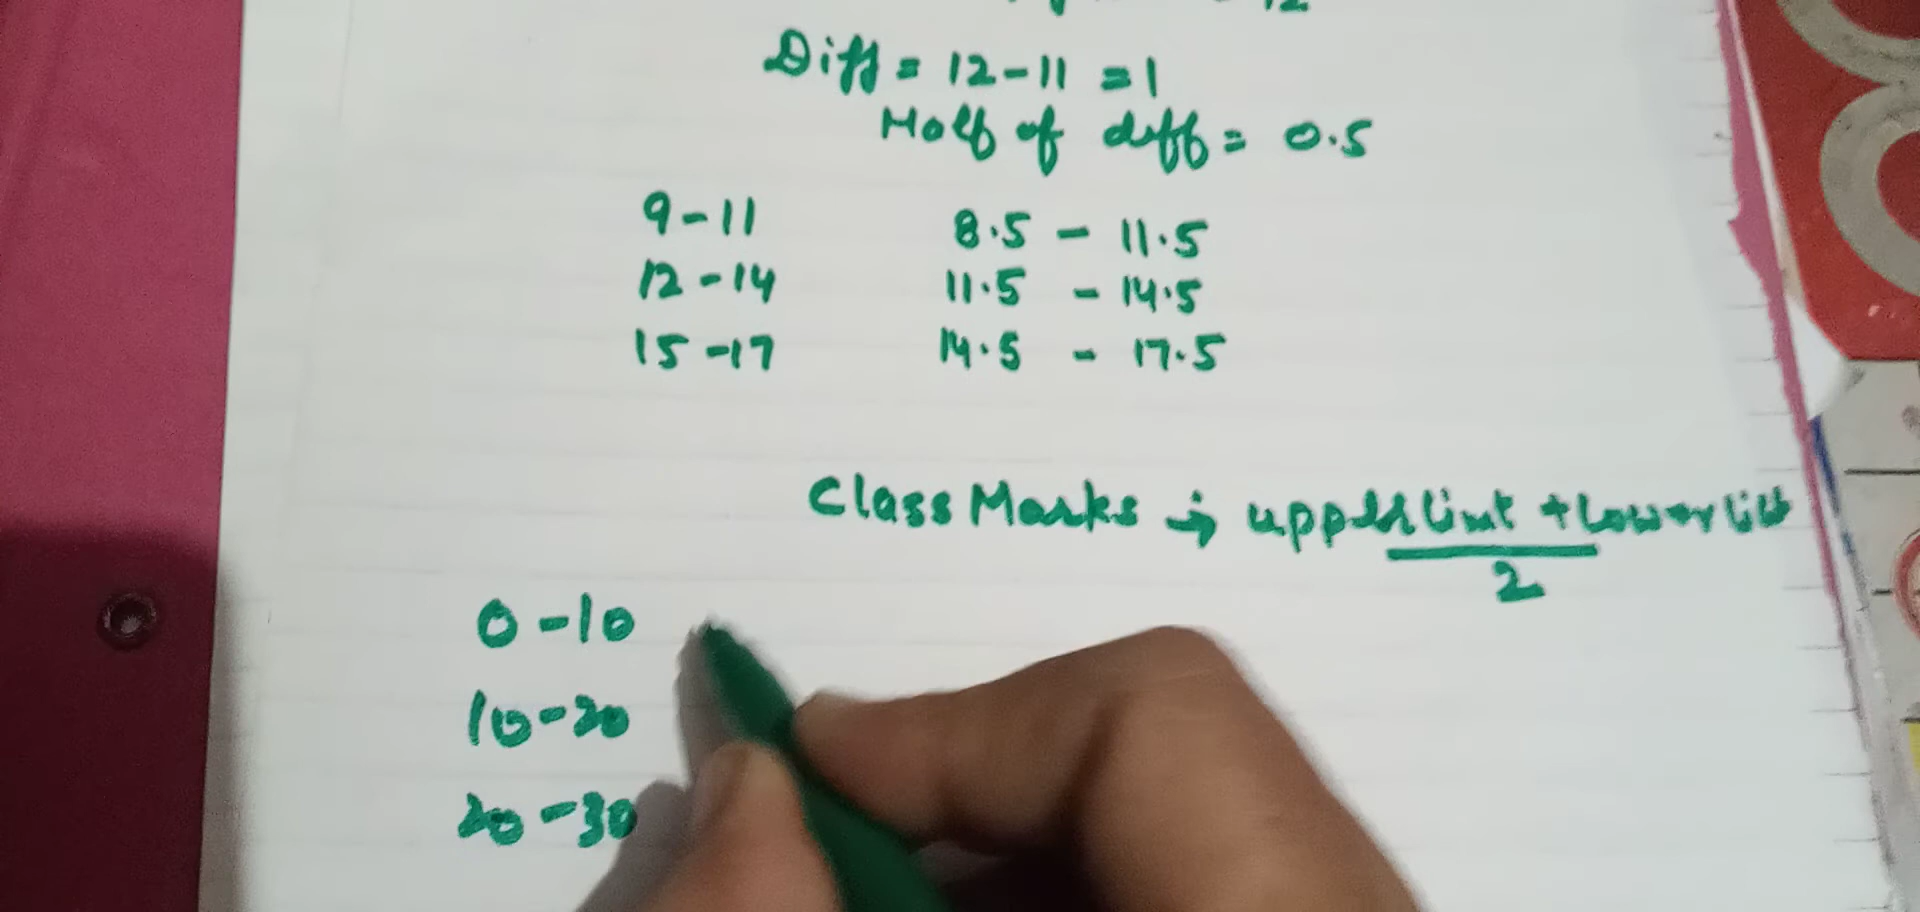 12
Diff = 12-11 = 1
Half of diff = 0.5
9-11 8.5 - 11.5
12-14 11.5 - 14.5
15-17 14.5 - 17.5
Class Marks → upper limt + lower
2
0-10
10-20
20-30